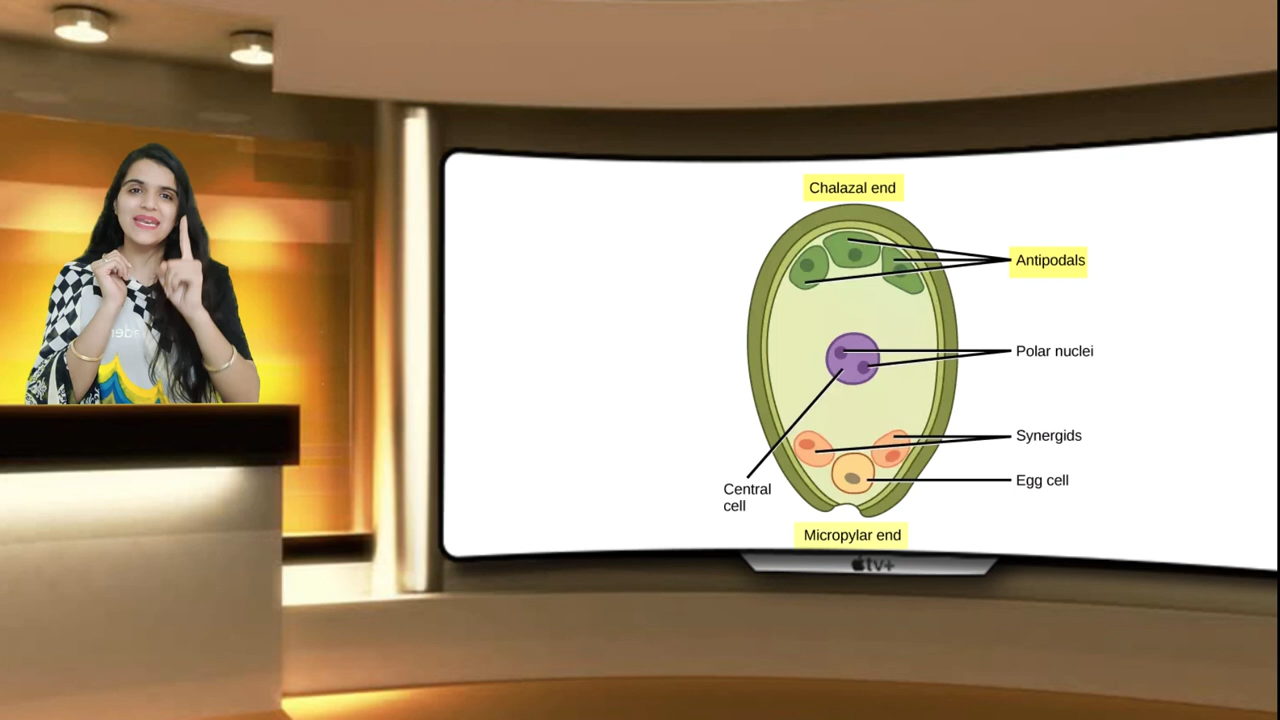 Chalazal end
Antipodals
Polar nuclei
Synergids
Egg cell
Central
cell
Micropylar end
tv+